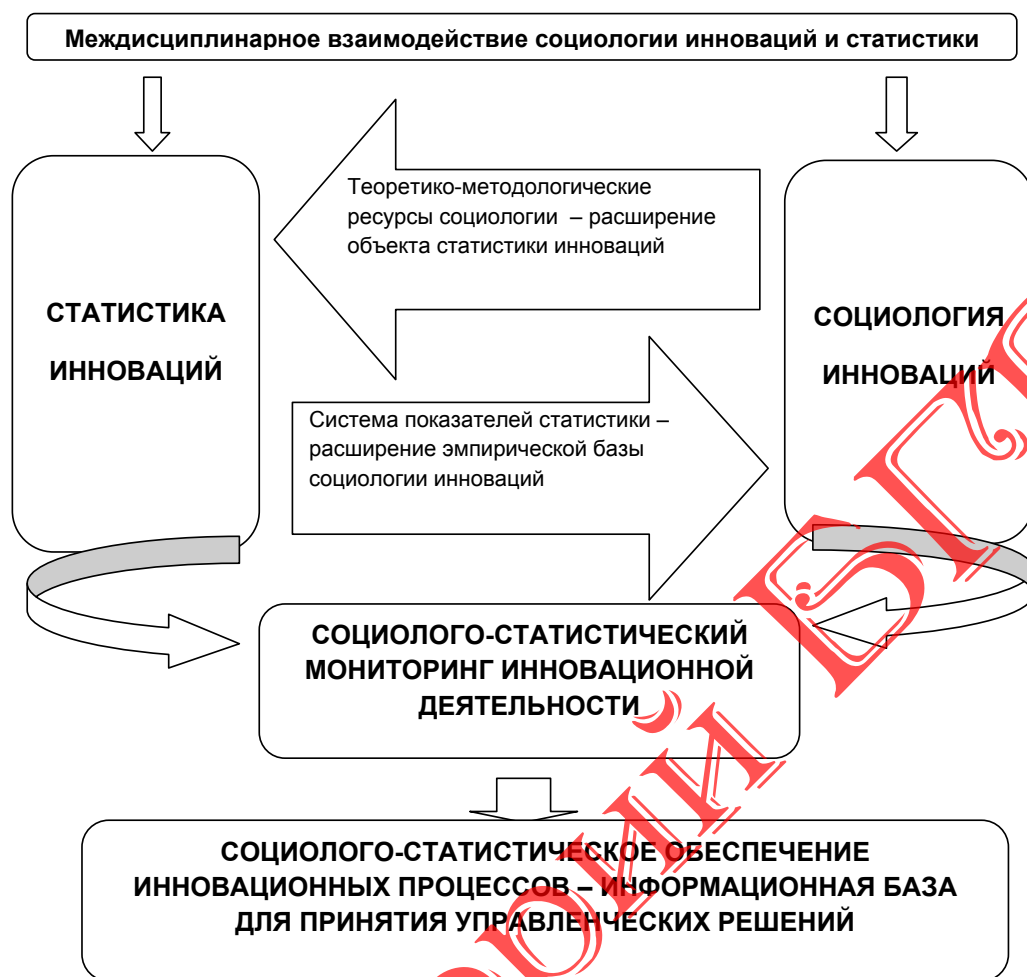 Междисциплинарное взаимодействие социологии инноваций и статистики
Теоретико-методологические
ресурсы социологии – расширение
объекта статистики инноваций
СТАТИСТИКА
ИННОВАЦИЙ
СОЦИОЛОГИЯ
ИННОВАЦИЙ
Система показателей статистики –
расширение эмпирической базы
социологии инноваций
СОЦИОЛОГО-СТАТИСТИЧЕСКИЙ
МОНИТОРИНГ ИННОВАЦИОННОЙ
ДЕЯТЕЛЬНОСТИ
СОЦИОЛОГО-СТАТИСТИЧЕСКОЕ ОБЕСПЕЧЕНИЕ
ИННОВАЦИОННЫХ ПРОЦЕССОВ – ИНФОРМАЦИОННАЯ БАЗА
ДЛЯ ПРИНЯТИЯ УПРАВЛЕНЧЕСКИХ РЕШЕНИЙ